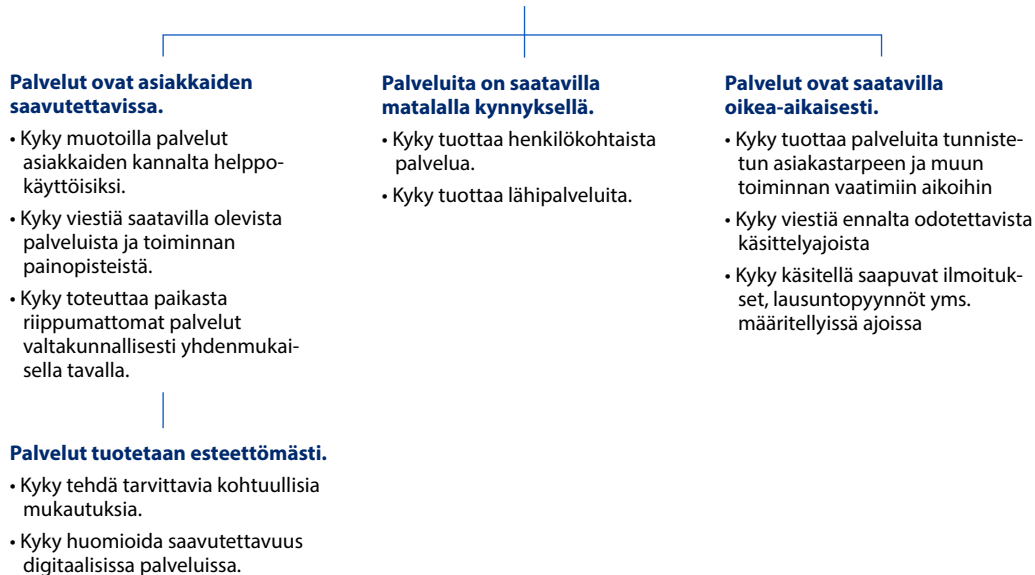 Palvelut ovat asiakkaiden
saavutettavissa.
• Kyky muotoilla palvelut
asiakkaiden kannalta helppo-
käyttöisiksi.
• Kyky viestiä saatavilla olevista
palveluista ja toiminnan
painopisteistä.
• Kyky toteuttaa paikasta
riippumattomat palvelut
valtakunnallisesti yhdenmukai-
sella tavalla.
Palvelut tuotetaan esteettömästi.
• Kyky tehdä tarvittavia kohtuullisia
mukautuksia.
• Kyky huomioida saavutettavuus
digitaalisissa palveluissa.
Palveluita on saatavilla
matalalla kynnyksellä.
• Kyky tuottaa henkilökohtaista
palvelua.
• Kyky tuottaa lähipalveluita.
Palvelut ovat saatavilla
oikea-aikaisesti.
• Kyky tuottaa palveluita tunniste-
tun asiakastarpeen ja muun
toiminnan vaatimiin aikoihin
• Kyky viestiä ennalta odotettavista
käsittelyajoista
• Kyky käsitellä saapuvat ilmoituk-
set, lausuntopyynnöt yms.
määritellyissä ajoissa